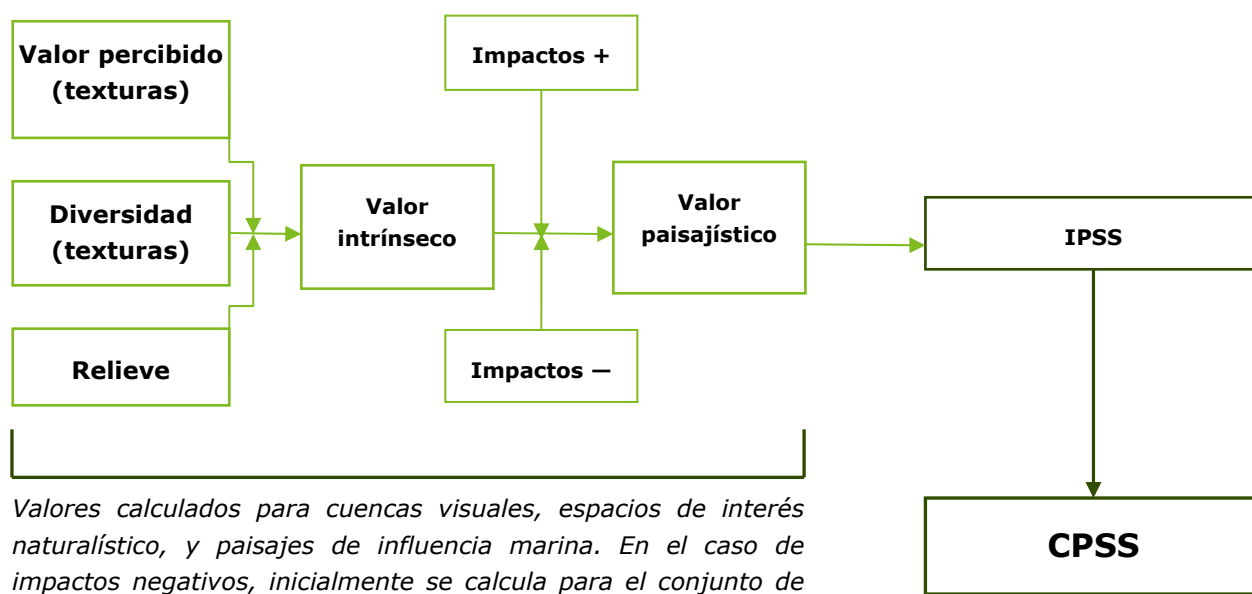 Valor percibido
(texturas)
Impactos +
Diversidad
(texturas)
Valor
intrínseco
Valor
paisajístico
IPSS
Relieve
Impactos —
Valores calculados para cuencas visuales, espacios de interés
naturalístico, y paisajes de influencia marina. En el caso de
impactos negativos, inicialmente se calcula para el conjunto de
CPSS